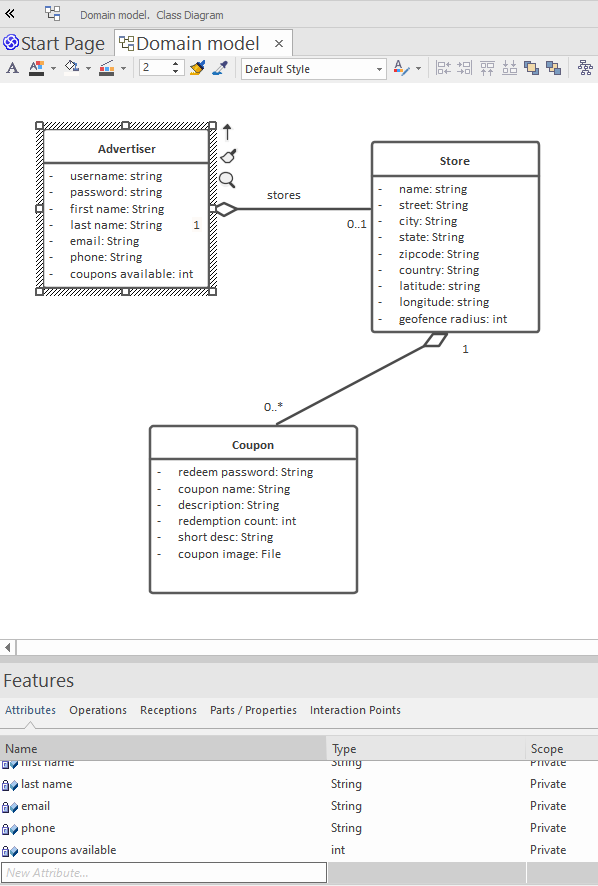 Domain model.  Class Diagram
Start Page
Domain model ×
2
Default Style
Advertiser
- username: string
- password: string
- first name: String
- last name: String
- email: String
- phone: String
- coupons available: int
1
stores
0..1
Store
- name: string
- street: String
- city: String
- state: String
- zipcode: String
- country: String
- latitude: string
- longitude: string
- geofence radius: int
1
0..*
Coupon
- redeem password: String
- coupon name: String
- description: String
- redemption count: int
- short desc: String
- coupon image: File
Features
Attributes Operations Receptions Parts / Properties Interaction Points
Name Type Scope
first name String Private
last name String Private
email String Private
phone String Private
coupons available int Private
New Attribute...